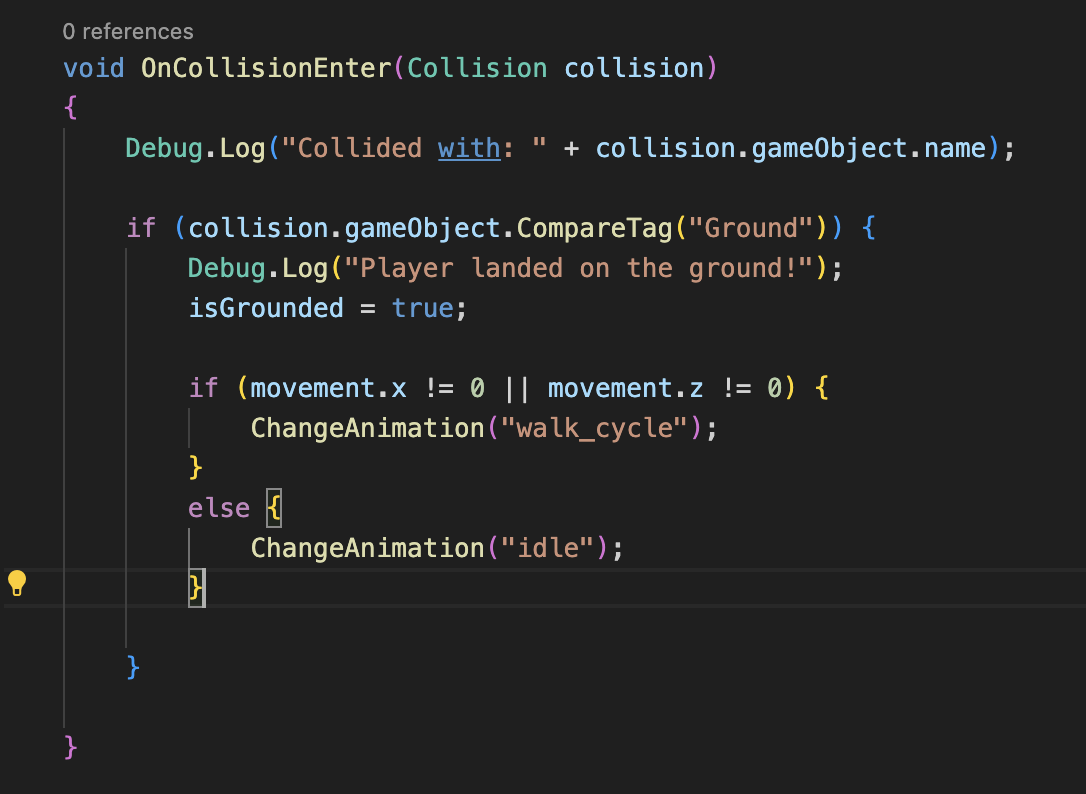 0 references
void OnCollisionEnter(Collision collision)
{
    Debug.Log("Collided with: " + collision.gameObject.name);
    if (collision.gameObject.CompareTag("Ground")) {
        Debug.Log("Player landed on the ground!");
        isGrounded = true;
        if (movement.x != 0 || movement.z != 0) {
            ChangeAnimation("walk_cycle");
        }
        else {
            ChangeAnimation("idle");
        }
    }
}